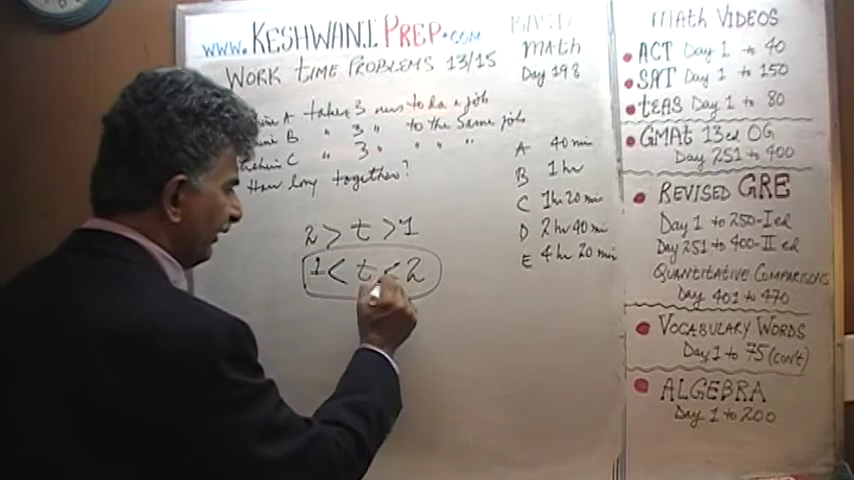 www.KESHWANI PREP.COM
WORK TIME PROBLEMS 13/15
BASIC
MATH
Day 198
A takes 3 hrs to do a job
B " 3 " to the same job
C " 3 " " " "
How long together?
A 40 min
B 1 hr
C 1 hr 20 min
D 2 hr 40 min
E 4 hr 20 min
2 > t > 1
1 < t < 2
Math VIDEOS
ACT Day 1 to 40
SAT Day 1 to 150
tEAS Day 1 to 80
GMAt 13 ed OG
Day 251 to 400
REVISED GRE
Day 1 to 250-I ed
Day 251 to 400-II ed
QUANTITATIVE COMPARISONS
Day 401 to 470
VOCABULARY WORDS
Day 1 to 75 (con't)
ALGEBRA
Day 1 to 200